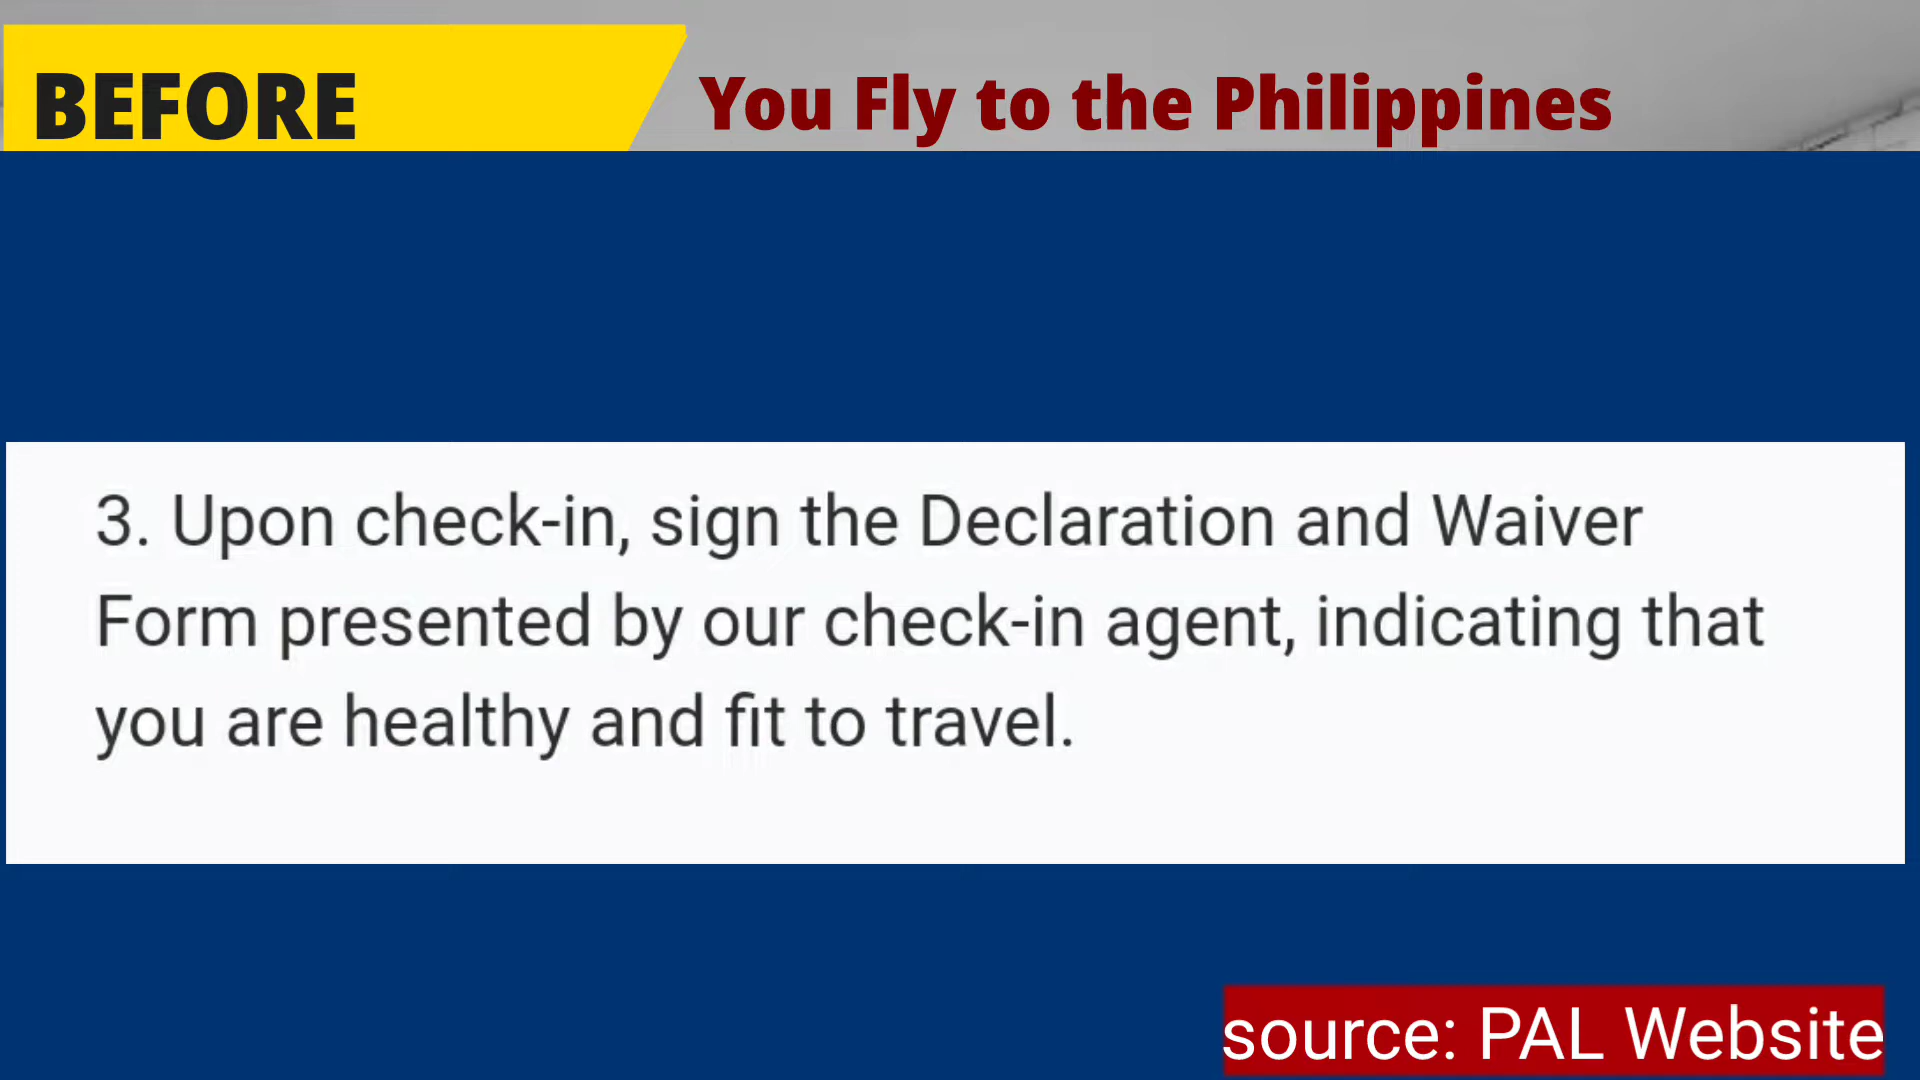 BEFORE
You Fly to the Philippines
3. Upon check-in, sign the Declaration and Waiver
Form presented by our check-in agent, indicating that
you are healthy and fit to travel.
source: PAL Website